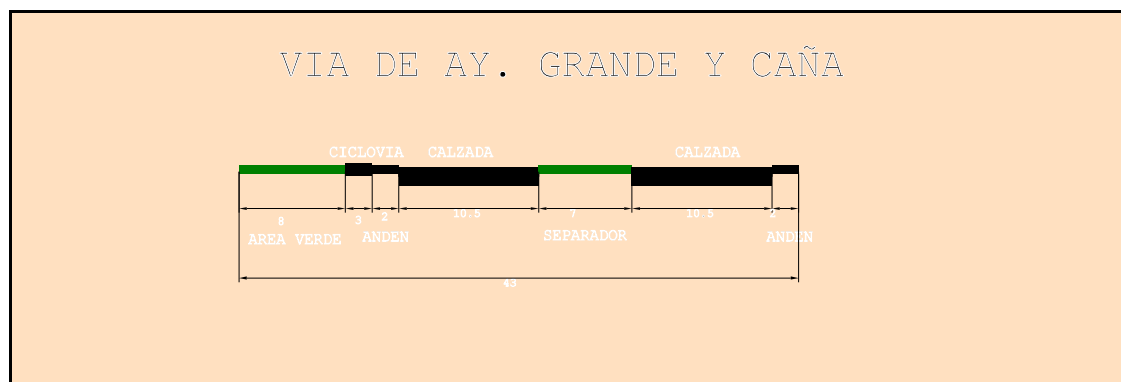 VIA DE AY. GRANDE Y CAÑA
CICLOVIA CALZADA CALZADA
8 3 2 10.5 7 10.5 2
AREA VERDE ANDEN SEPARADOR ANDEN
43